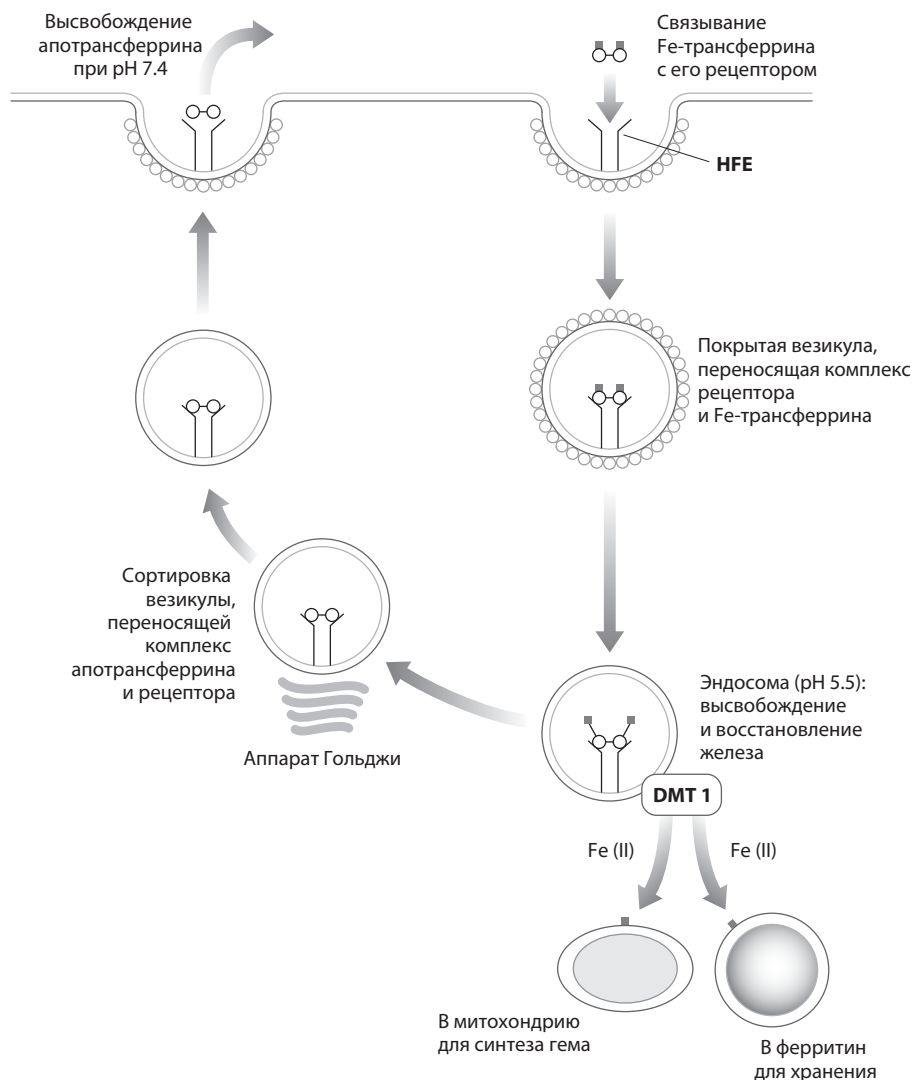 Высвобождение
апотрансферрина
при pH 7.4
Связывание
Fe-трансферрина
с его рецептором
HFE
Покрытая везикула,
переносящая комплекс
рецептора
и Fe-трансферрина
Сортировка
везикулы,
переносящей
комплекс
апотрансферрина
и рецептора
Аппарат Гольджи
Эндосома (pH 5.5):
высвобождение
и восстановление
железа
DMT 1
Fe (II)
Fe (II)
В митохондрию
для синтеза гема
В ферритин
для хранения